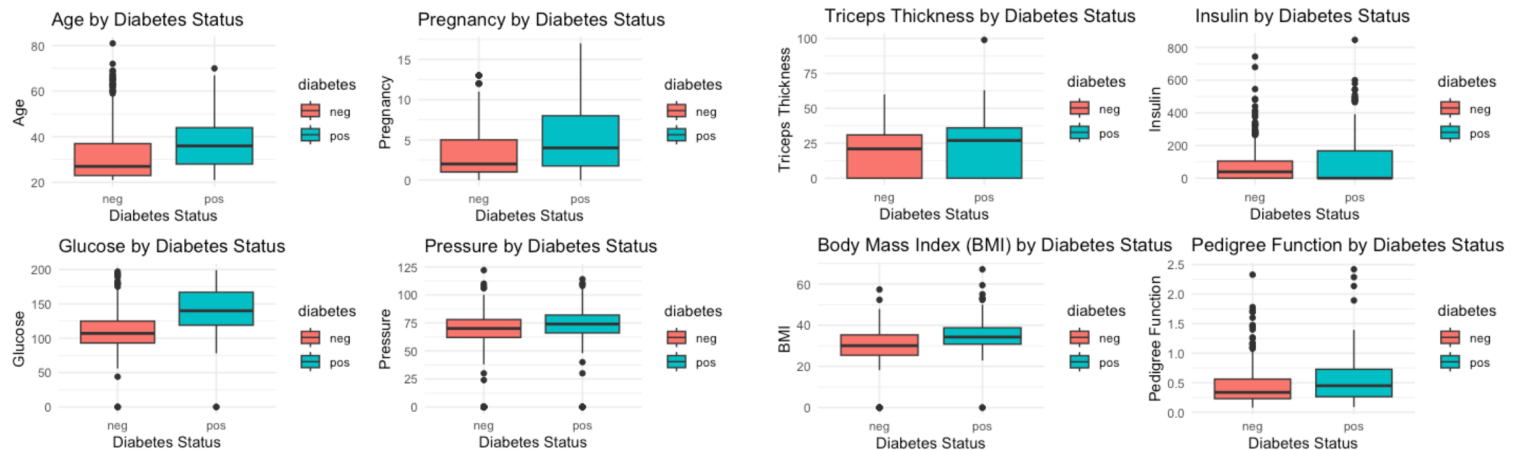 Age by Diabetes Status
80
60
40
20
Age
neg
pos
Diabetes Status
diabetes
neg
pos
Pregnancy by Diabetes Status
15
10
5
0
Pregnancy
neg
pos
Diabetes Status
diabetes
neg
pos
Triceps Thickness by Diabetes Status
100
75
50
25
0
Triceps Thickness
neg
pos
Diabetes Status
diabetes
neg
pos
Insulin by Diabetes Status
800
600
400
200
0
Insulin
neg
pos
Diabetes Status
diabetes
neg
pos
Glucose by Diabetes Status
200
150
100
50
0
Glucose
neg
pos
Diabetes Status
diabetes
neg
pos
Pressure by Diabetes Status
125
100
75
50
25
0
Pressure
neg
pos
Diabetes Status
diabetes
neg
pos
Body Mass Index (BMI) by Diabetes Status
60
40
20
0
BMI
neg
pos
Diabetes Status
diabetes
neg
pos
Pedigree Function by Diabetes Status
2.5
2.0
1.5
1.0
0.5
0.0
Pedigree Function
neg
pos
Diabetes Status
diabetes
neg
pos